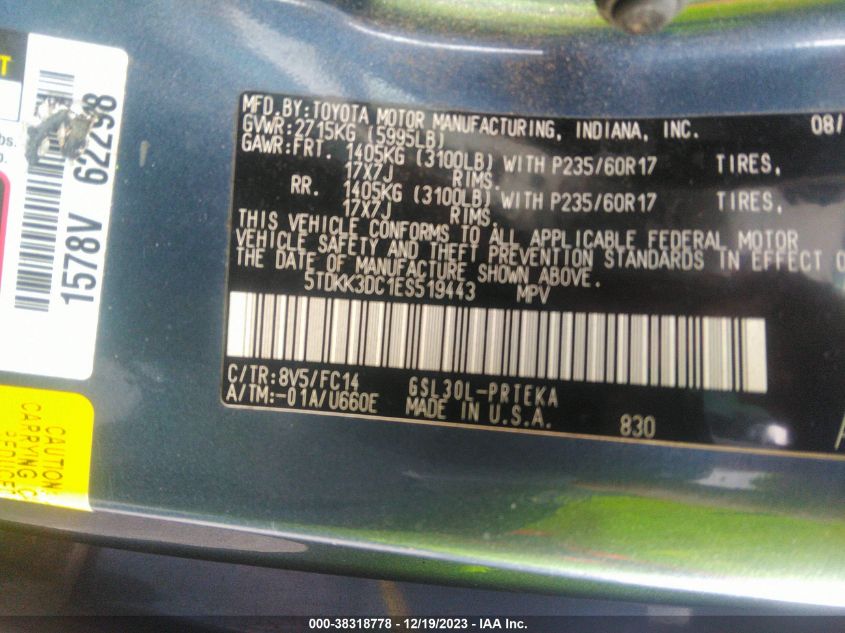 MFD.BY:TOYOTA MOTOR MANUFACTURING, INDIANA, INC. 08/
GVWR:2715KG (5995LB)
GAWR:FRT. 1405KG (3100LB) WITH P235/60R17 TIRES,
17X7J RIMS.
RR. 1405KG (3100LB) WITH P235/60R17 TIRES,
17X7J RIMS
THIS VEHICLE CONFORMS TO ALL APPLICABLE FEDERAL MOTOR
VEHICLE SAFETY AND THEFT PREVENTION STANDARDS IN EFFECT O
THE DATE OF MANUFACTURE SHOWN ABOVE.
5TDKK3DC1ES519443 MPV
C/TR:8V5/FC14 GSL30L-PRTEKA
A/TM:-01A/U660E MADE IN U.S.A.
830
1578V 62298
CAUTION
CARRYING C
REDUCE
000-38318778 - 12/19/2023 - IAA Inc.